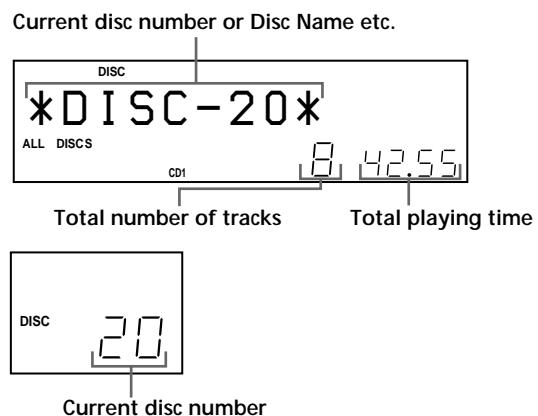 Current disc number or Disc Name etc.
DISC
*DISC-20*
ALL DISCS
CD1
8 42.55
Total number of tracks Total playing time
DISC
20
Current disc number